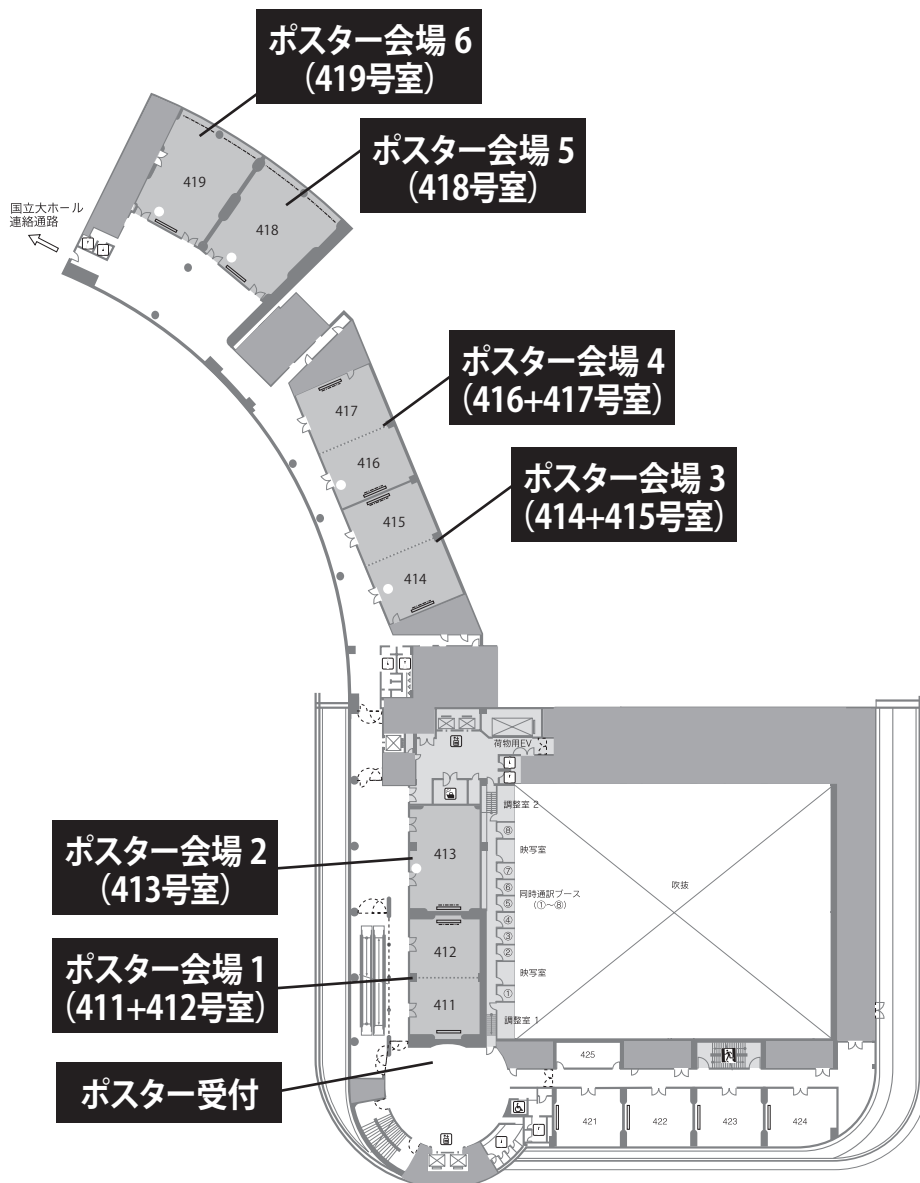 ポスター会場 6
（419号室）
ポスター会場 5
（418号室）
419
418
国立大ホール
連絡通路
ポスター会場 4
（416+417号室）
417
416
ポスター会場 3
（414+415号室）
415
414
荷物用EV
調整室 2
⑧
映写室
ポスター会場 2
（413号室）
413
⑦
⑥
同時通訳ブース
（①～⑧）
⑤
④
③
②
吹抜
ポスター会場 1
（411+412号室）
412
411
映写室
①
調整室 1
425
ポスター受付
421
422
423
424